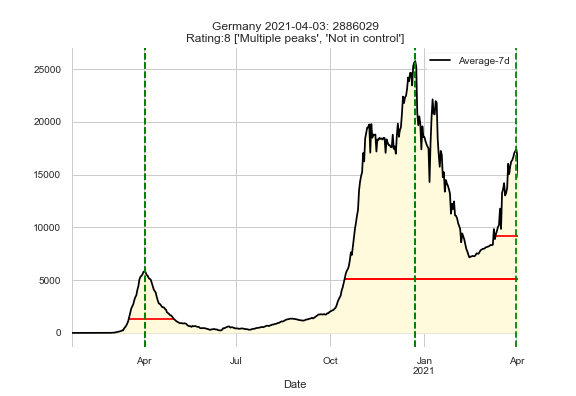 Germany 2021-04-03: 2886029
Rating:8 ['Multiple peaks', 'Not in control']
Average-7d
25000
20000
15000
10000
5000
0
Apr Jul Oct Jan Apr
2021
Date